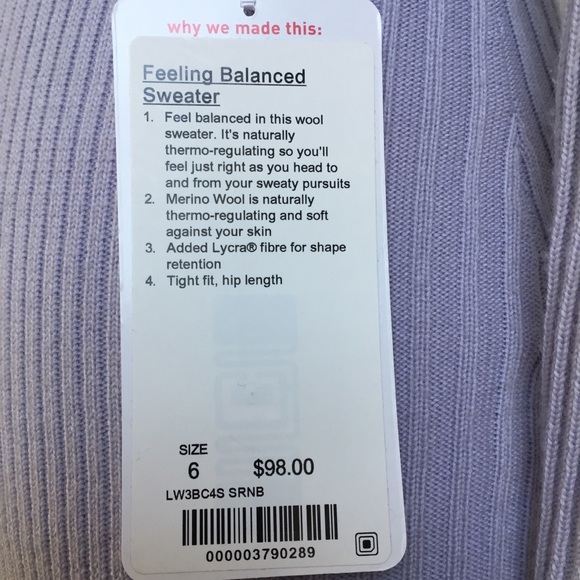 why we made this:
Feeling Balanced
Sweater
1. Feel balanced in this wool
sweater. It's naturally
thermo-regulating so you'll
feel just right as you head to
and from your sweaty pursuits
2. Merino Wool is naturally
thermo-regulating and soft
against your skin
3. Added Lycra® fibre for shape
retention
4. Tight fit, hip length
SIZE
6 $98.00
LW3BC4S SRNB
000003790289